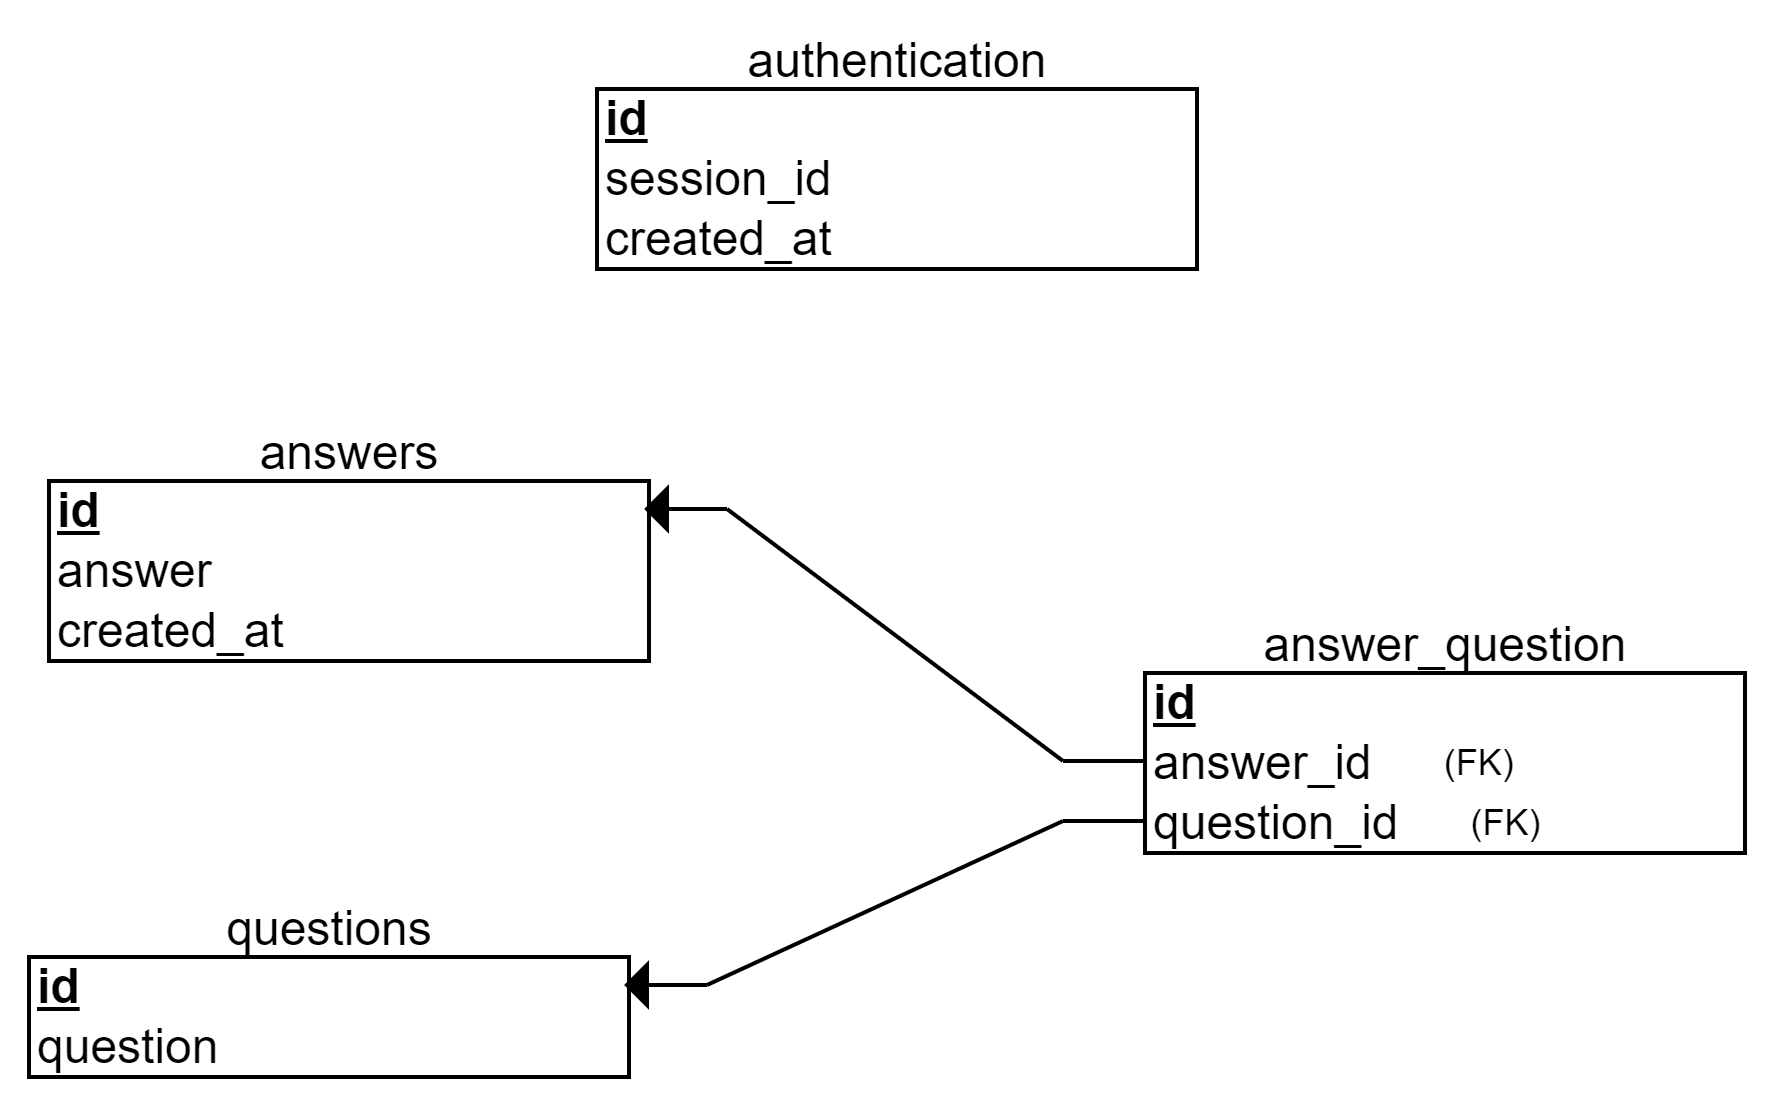 authentication
id
session_id
created_at
answers
id
answer
created_at
answer_question
id
answer_id (FK)
question_id (FK)
questions
id
question